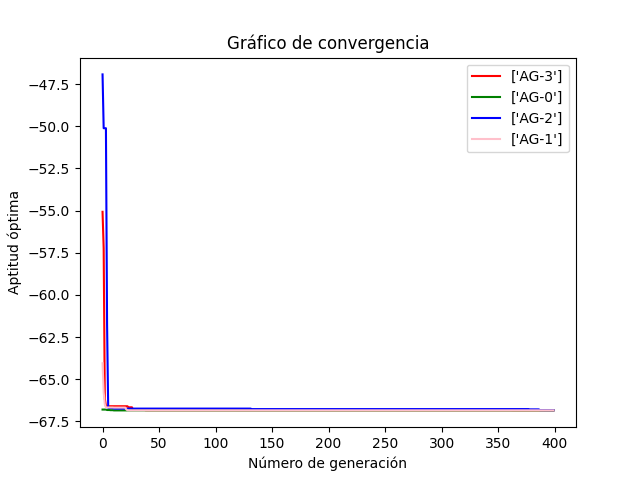 Gráfico de convergencia
Aptitud óptima
−47.5
−50.0
−52.5
−55.0
−57.5
−60.0
−62.5
−65.0
−67.5
['AG-3']
['AG-0']
['AG-2']
['AG-1']
0 50 100 150 200 250 300 350 400
Número de generación